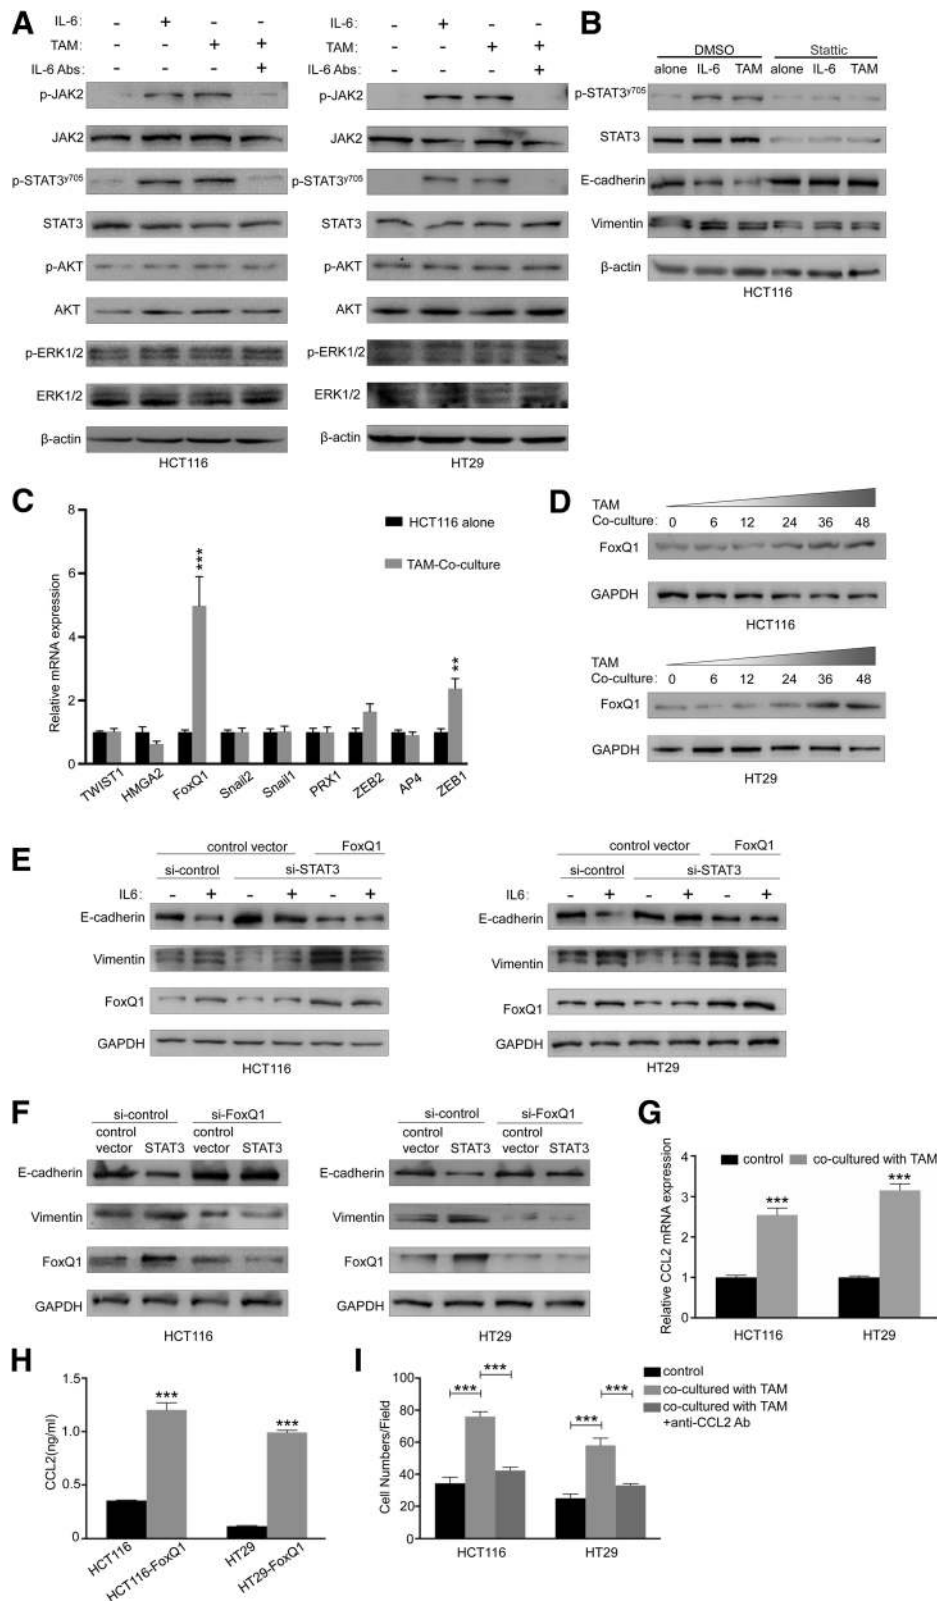 A
IL-6: - + - -
TAM: - - + +
IL-6 Abs: - - - +
p-JAK2
JAK2
p-STAT3y705
STAT3
p-AKT
AKT
p-ERK1/2
ERK1/2
β-actin
HCT116
- + - -
- - + +
- - - +
p-JAK2
JAK2
p-STAT3y705
STAT3
p-AKT
AKT
p-ERK1/2
ERK1/2
β-actin
HT29
B
DMSO Stattic
alone IL-6 TAM alone IL-6 TAM
p-STAT3y705
STAT3
E-cadherin
Vimentin
β-actin
HCT116
C
Relative mRNA expression
8
6
4
2
0
HCT116 alone
TAM-Co-culture
***
**
TWIST1 HMGA2 FoxQ1 Snail2 Snail1 PRX1 ZEB2 AP4 ZEB1
D
TAM
Co-culture: 0 6 12 24 36 48
FoxQ1
GAPDH
HCT116
TAM
Co-culture: 0 6 12 24 36 48
FoxQ1
GAPDH
HT29
E
control vector FoxQ1
si-control si-STAT3
IL6: - + - + - +
E-cadherin
Vimentin
FoxQ1
GAPDH
HCT116
control vector FoxQ1
si-control si-STAT3
IL6: - + - + - +
E-cadherin
Vimentin
FoxQ1
GAPDH
HT29
F
si-control si-FoxQ1
control control
vector STAT3 vector STAT3
E-cadherin
Vimentin
FoxQ1
GAPDH
HCT116
si-control si-FoxQ1
control control
vector STAT3 vector STAT3
E-cadherin
Vimentin
FoxQ1
GAPDH
HT29
G
Relative CCL2 mRNA expression
4
3
2
1
0
control co-cultured with TAM
*** ***
HCT116 HT29
H
CCL2(ng/ml)
1.5
1.0
0.5
0
*** ***
HCT116 HCT116-FoxQ1 HT29 HT29-FoxQ1
I
Cell Numbers/Field
100
80
60
40
20
0
*** *** *** ***
HCT116 HT29
control
co-cultured with TAM
co-cultured with TAM
+anti-CCL2 Ab